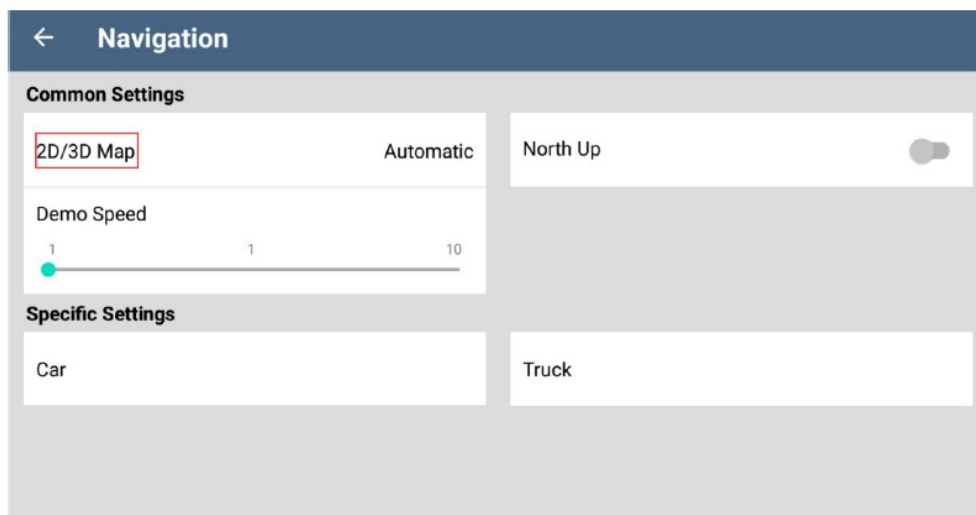 Navigation
Common Settings
2D/3D Map Automatic
North Up
Demo Speed
1 1 10
Specific Settings
Car
Truck